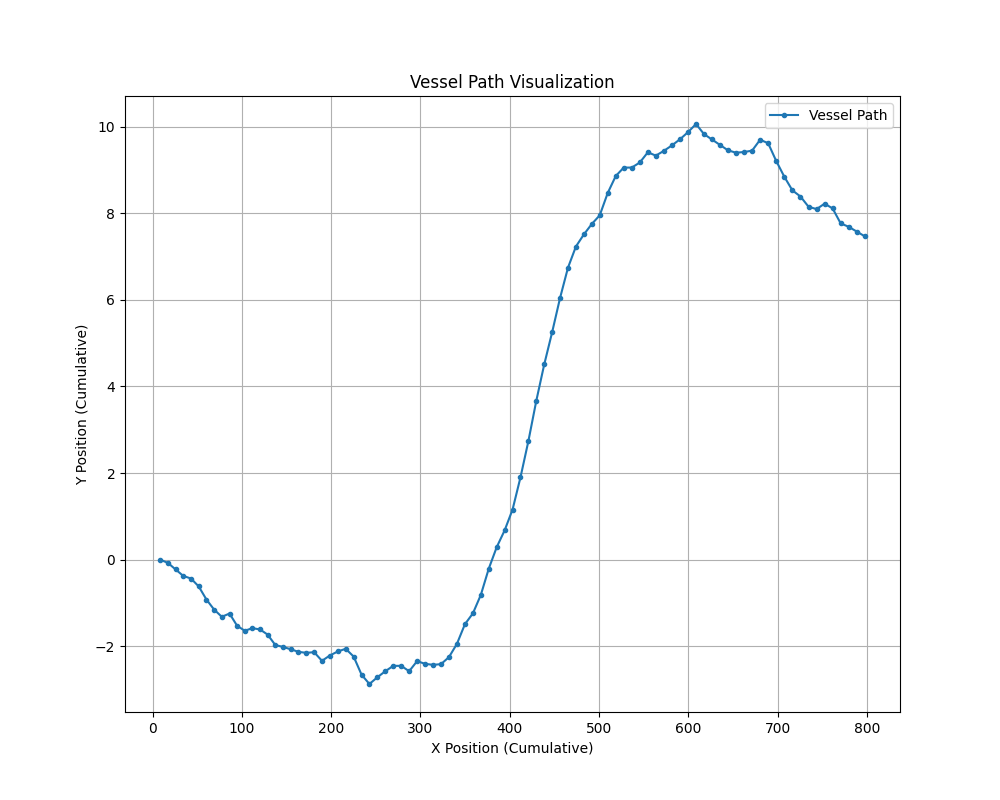 Vessel Path Visualization
Vessel Path
10
8
6
4
2
0
−2
Y Position (Cumulative)
0 100 200 300 400 500 600 700 800
X Position (Cumulative)